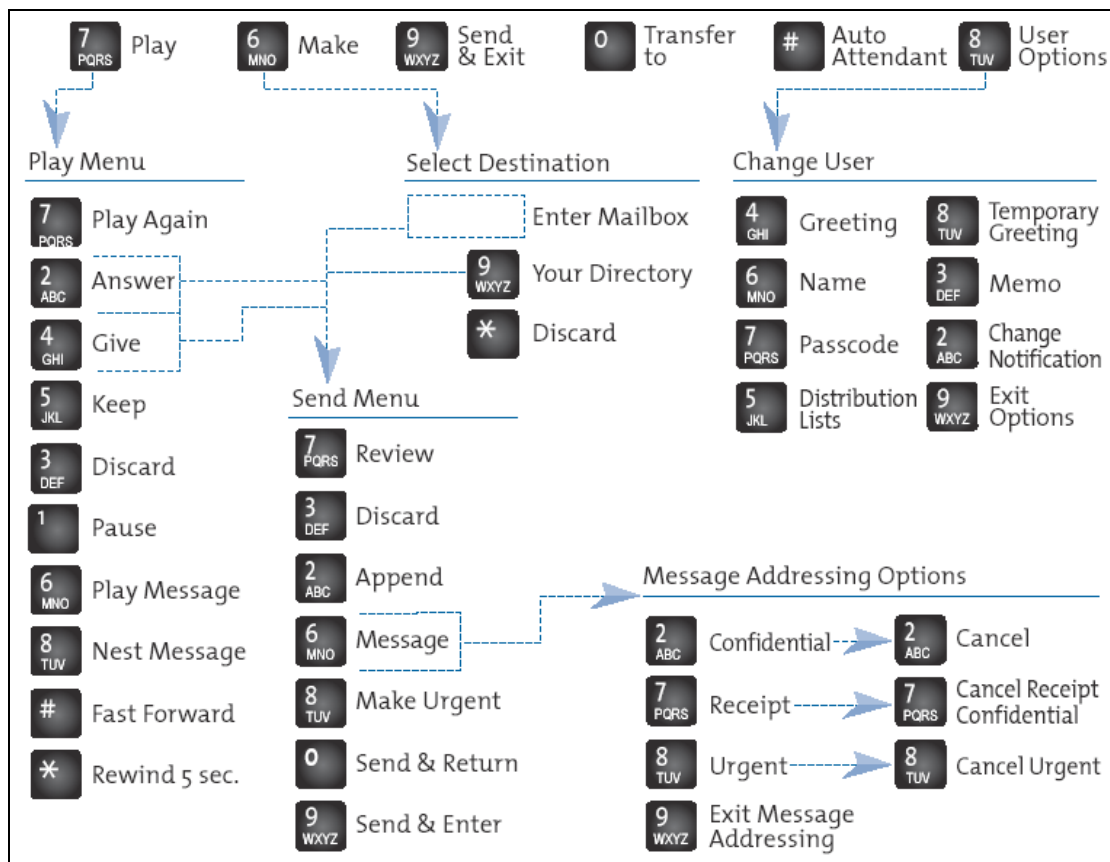 7 PQRS Play
6 MNO Make
9 WXYZ Send & Exit
0 Transfer to
# Auto Attendant
8 TUV User Options
Play Menu
7 PQRS Play Again
2 ABC Answer
4 GHI Give
5 JKL Keep
3 DEF Discard
1 Pause
6 MNO Play Message
8 TUV Nest Message
# Fast Forward
* Rewind 5 sec.
Select Destination
Enter Mailbox
9 WXYZ Your Directory
* Discard
Send Menu
7 PQRS Review
3 DEF Discard
2 ABC Append
6 MNO Message
8 TUV Make Urgent
0 Send & Return
9 WXYZ Send & Enter
Change User
4 GHI Greeting
8 TUV Temporary Greeting
6 MNO Name
3 DEF Memo
7 PQRS Passcode
2 ABC Change Notification
5 JKL Distribution Lists
9 WXYZ Exit Options
Message Addressing Options
2 ABC Confidential
2 ABC Cancel
7 PQRS Receipt
7 PQRS Cancel Receipt Confidential
8 TUV Urgent
8 TUV Cancel Urgent
9 WXYZ Exit Message Addressing